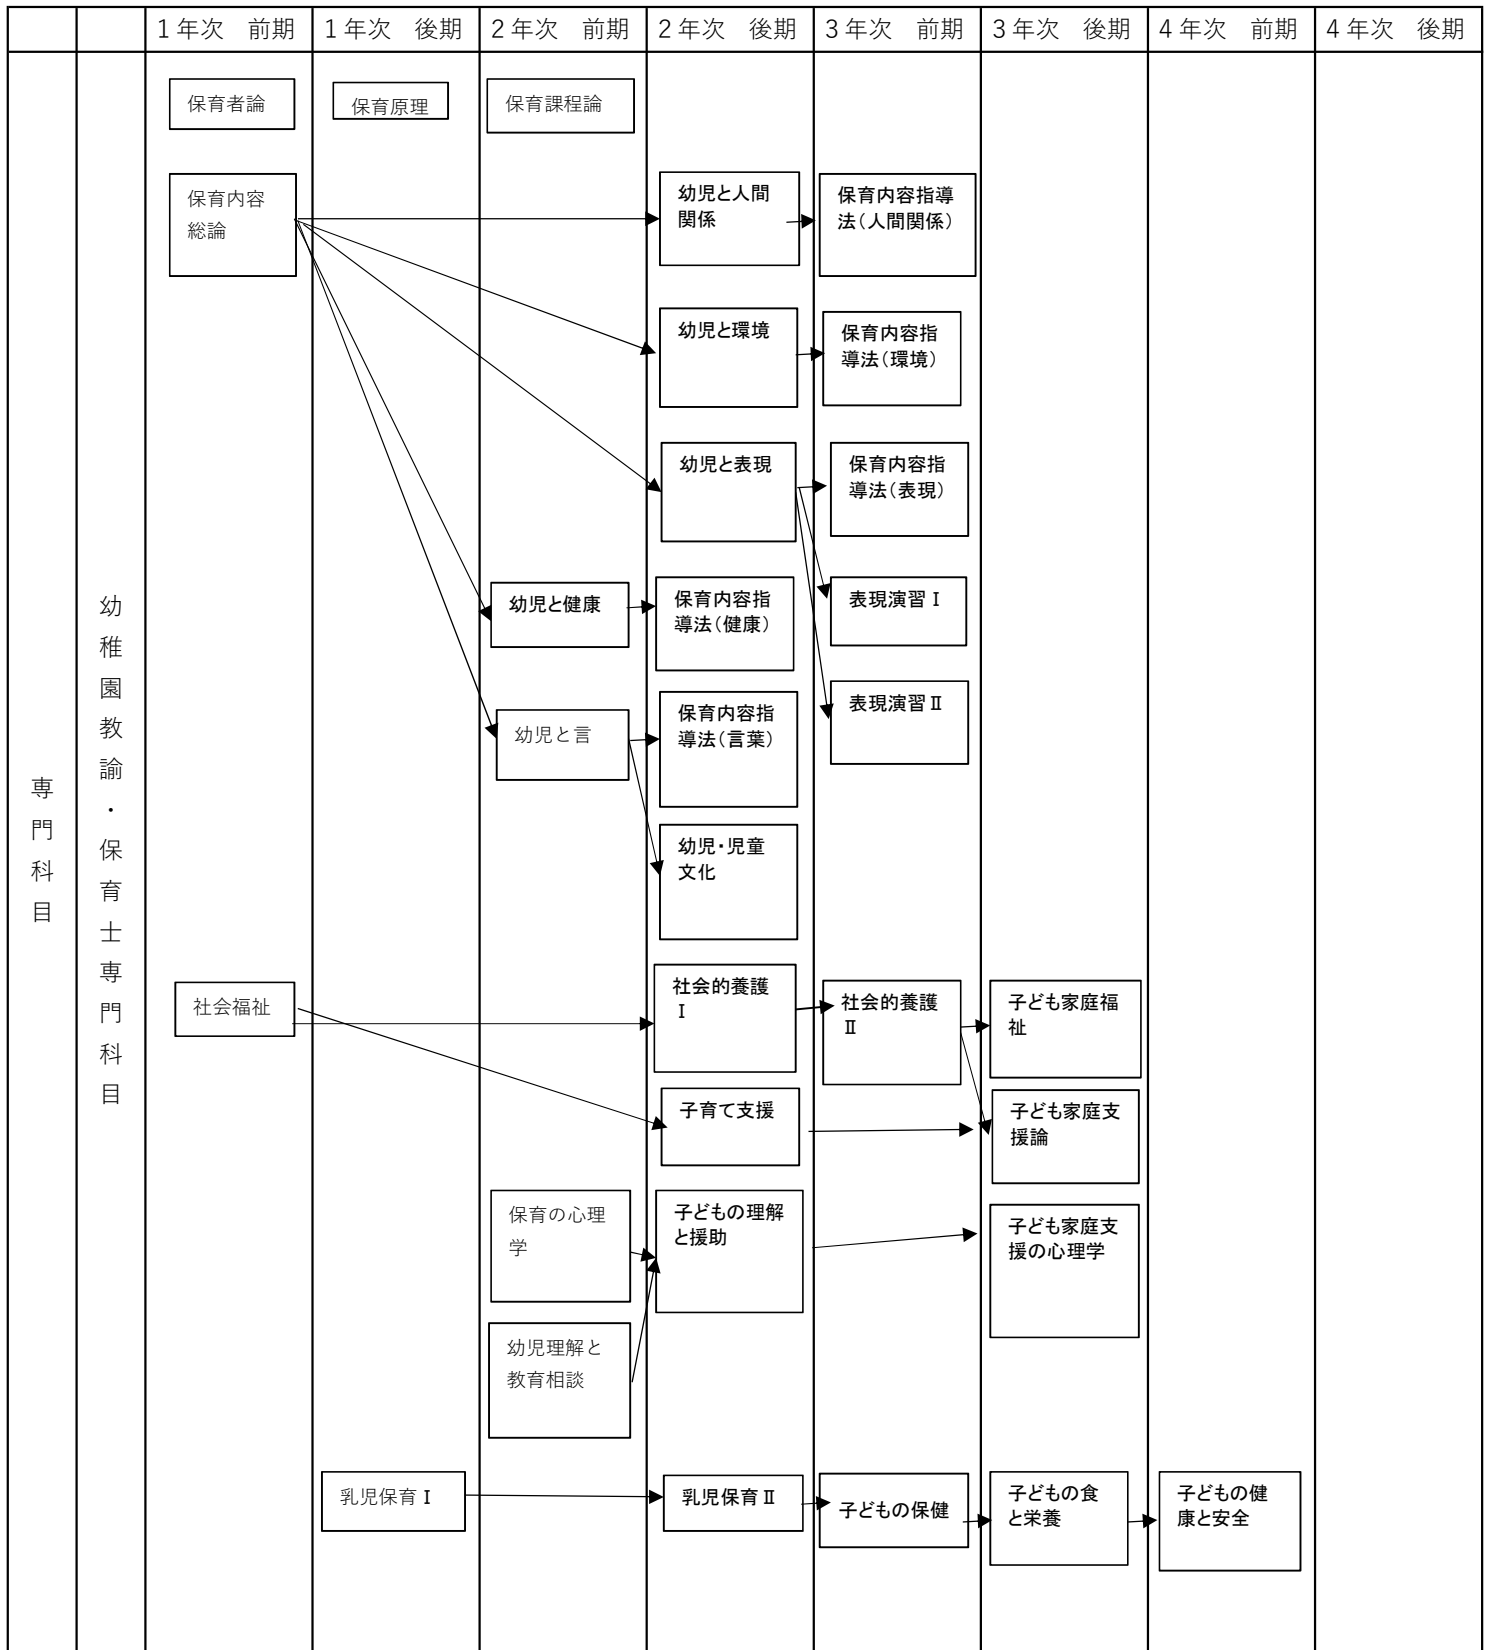 1年次　前期
1年次　後期
2年次　前期
2年次　後期
3年次　前期
3年次　後期
4年次　前期
4年次　後期
専門科目
幼稚園教諭・保育士専門科目
保育者論
保育原理
保育課程論
保育内容
総論
幼児と人間
関係
保育内容指導
法（人間関係）
幼児と環境
保育内容指
導法（環境）
幼児と表現
保育内容指
導法（表現）
幼児と健康
保育内容指
導法（健康）
表現演習Ⅰ
幼児と言
保育内容指
導法（言葉）
表現演習Ⅱ
幼児・児童
文化
社会福祉
社会的養護
Ⅰ
社会的養護
Ⅱ
子ども家庭福
祉
子育て支援
子ども家庭支
援論
保育の心理
学
子どもの理解
と援助
子ども家庭支
援の心理学
幼児理解と
教育相談
乳児保育Ⅰ
乳児保育Ⅱ
子どもの保健
子どもの食
と栄養
子どもの健
康と安全